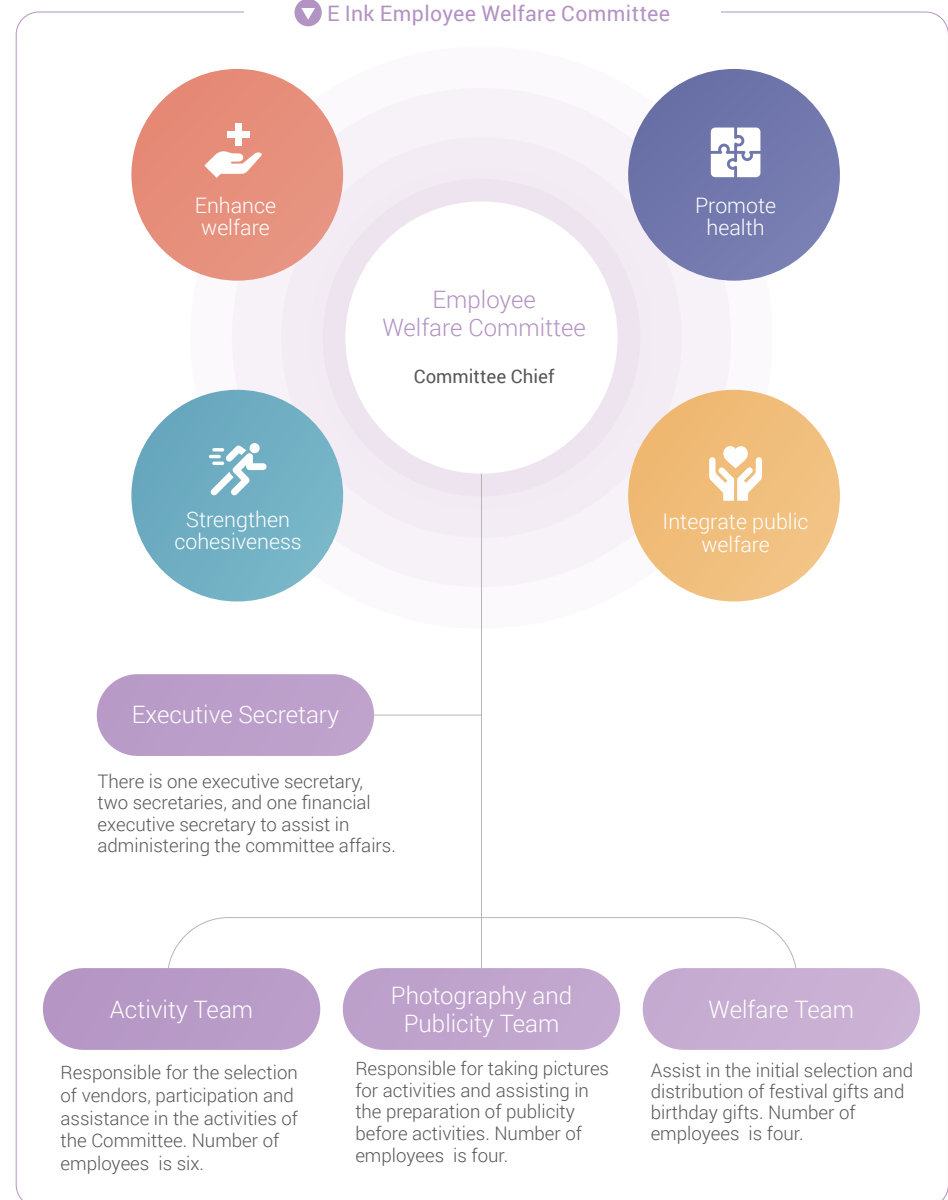 E Ink Employee Welfare Committee
Enhance
welfare
Promote
health
Employee
Welfare Committee
Committee Chief
Strengthen
cohesiveness
Integrate public
welfare
Executive Secretary
There is one executive secretary,
two secretaries, and one financial
executive secretary to assist in
administering the committee affairs.
Activity Team
Responsible for the selection
of vendors, participation and
assistance in the activities of
the Committee. Number of
employees  is six.
Photography and
Publicity Team
Responsible for taking pictures
for activities and assisting in
the preparation of publicity
before activities. Number of
employees  is four.
Welfare Team
Assist in the initial selection and
distribution of festival gifts and
birthday gifts. Number of
employees  is four.